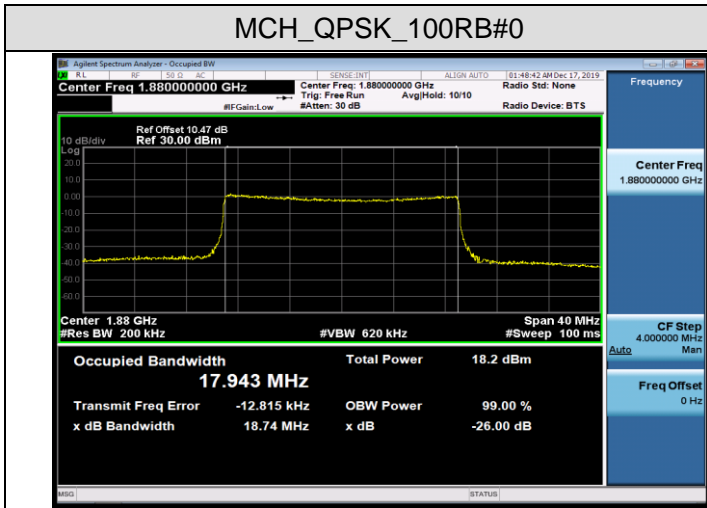 MCH_QPSK_100RB#0
Agilent Spectrum Analyzer - Occupied BW
RL RF 50 Ω AC SENSE:INT ALIGN AUTO 01:48:42 AM Dec 17, 2019
Center Freq 1.880000000 GHz
Center Freq: 1.880000000 GHz Radio Std: None
Trig: Free Run Avg|Hold: 10/10
#IFGain:Low #Atten: 30 dB Radio Device: BTS
Ref Offset 10.47 dB
10 dB/div Ref 30.00 dBm
Log
20.0
10.0
0.00
-10.0
-20.0
-30.0
-40.0
-50.0
-60.0
Center 1.88 GHz Span 40 MHz
#Res BW 200 kHz #VBW 620 kHz #Sweep 100 ms
Occupied Bandwidth Total Power 18.2 dBm
17.943 MHz
Transmit Freq Error -12.815 kHz OBW Power 99.00 %
x dB Bandwidth 18.74 MHz x dB -26.00 dB
MSG STATUS
Frequency
Center Freq
1.880000000 GHz
CF Step
4.000000 MHz
Auto Man
Freq Offset
0 Hz